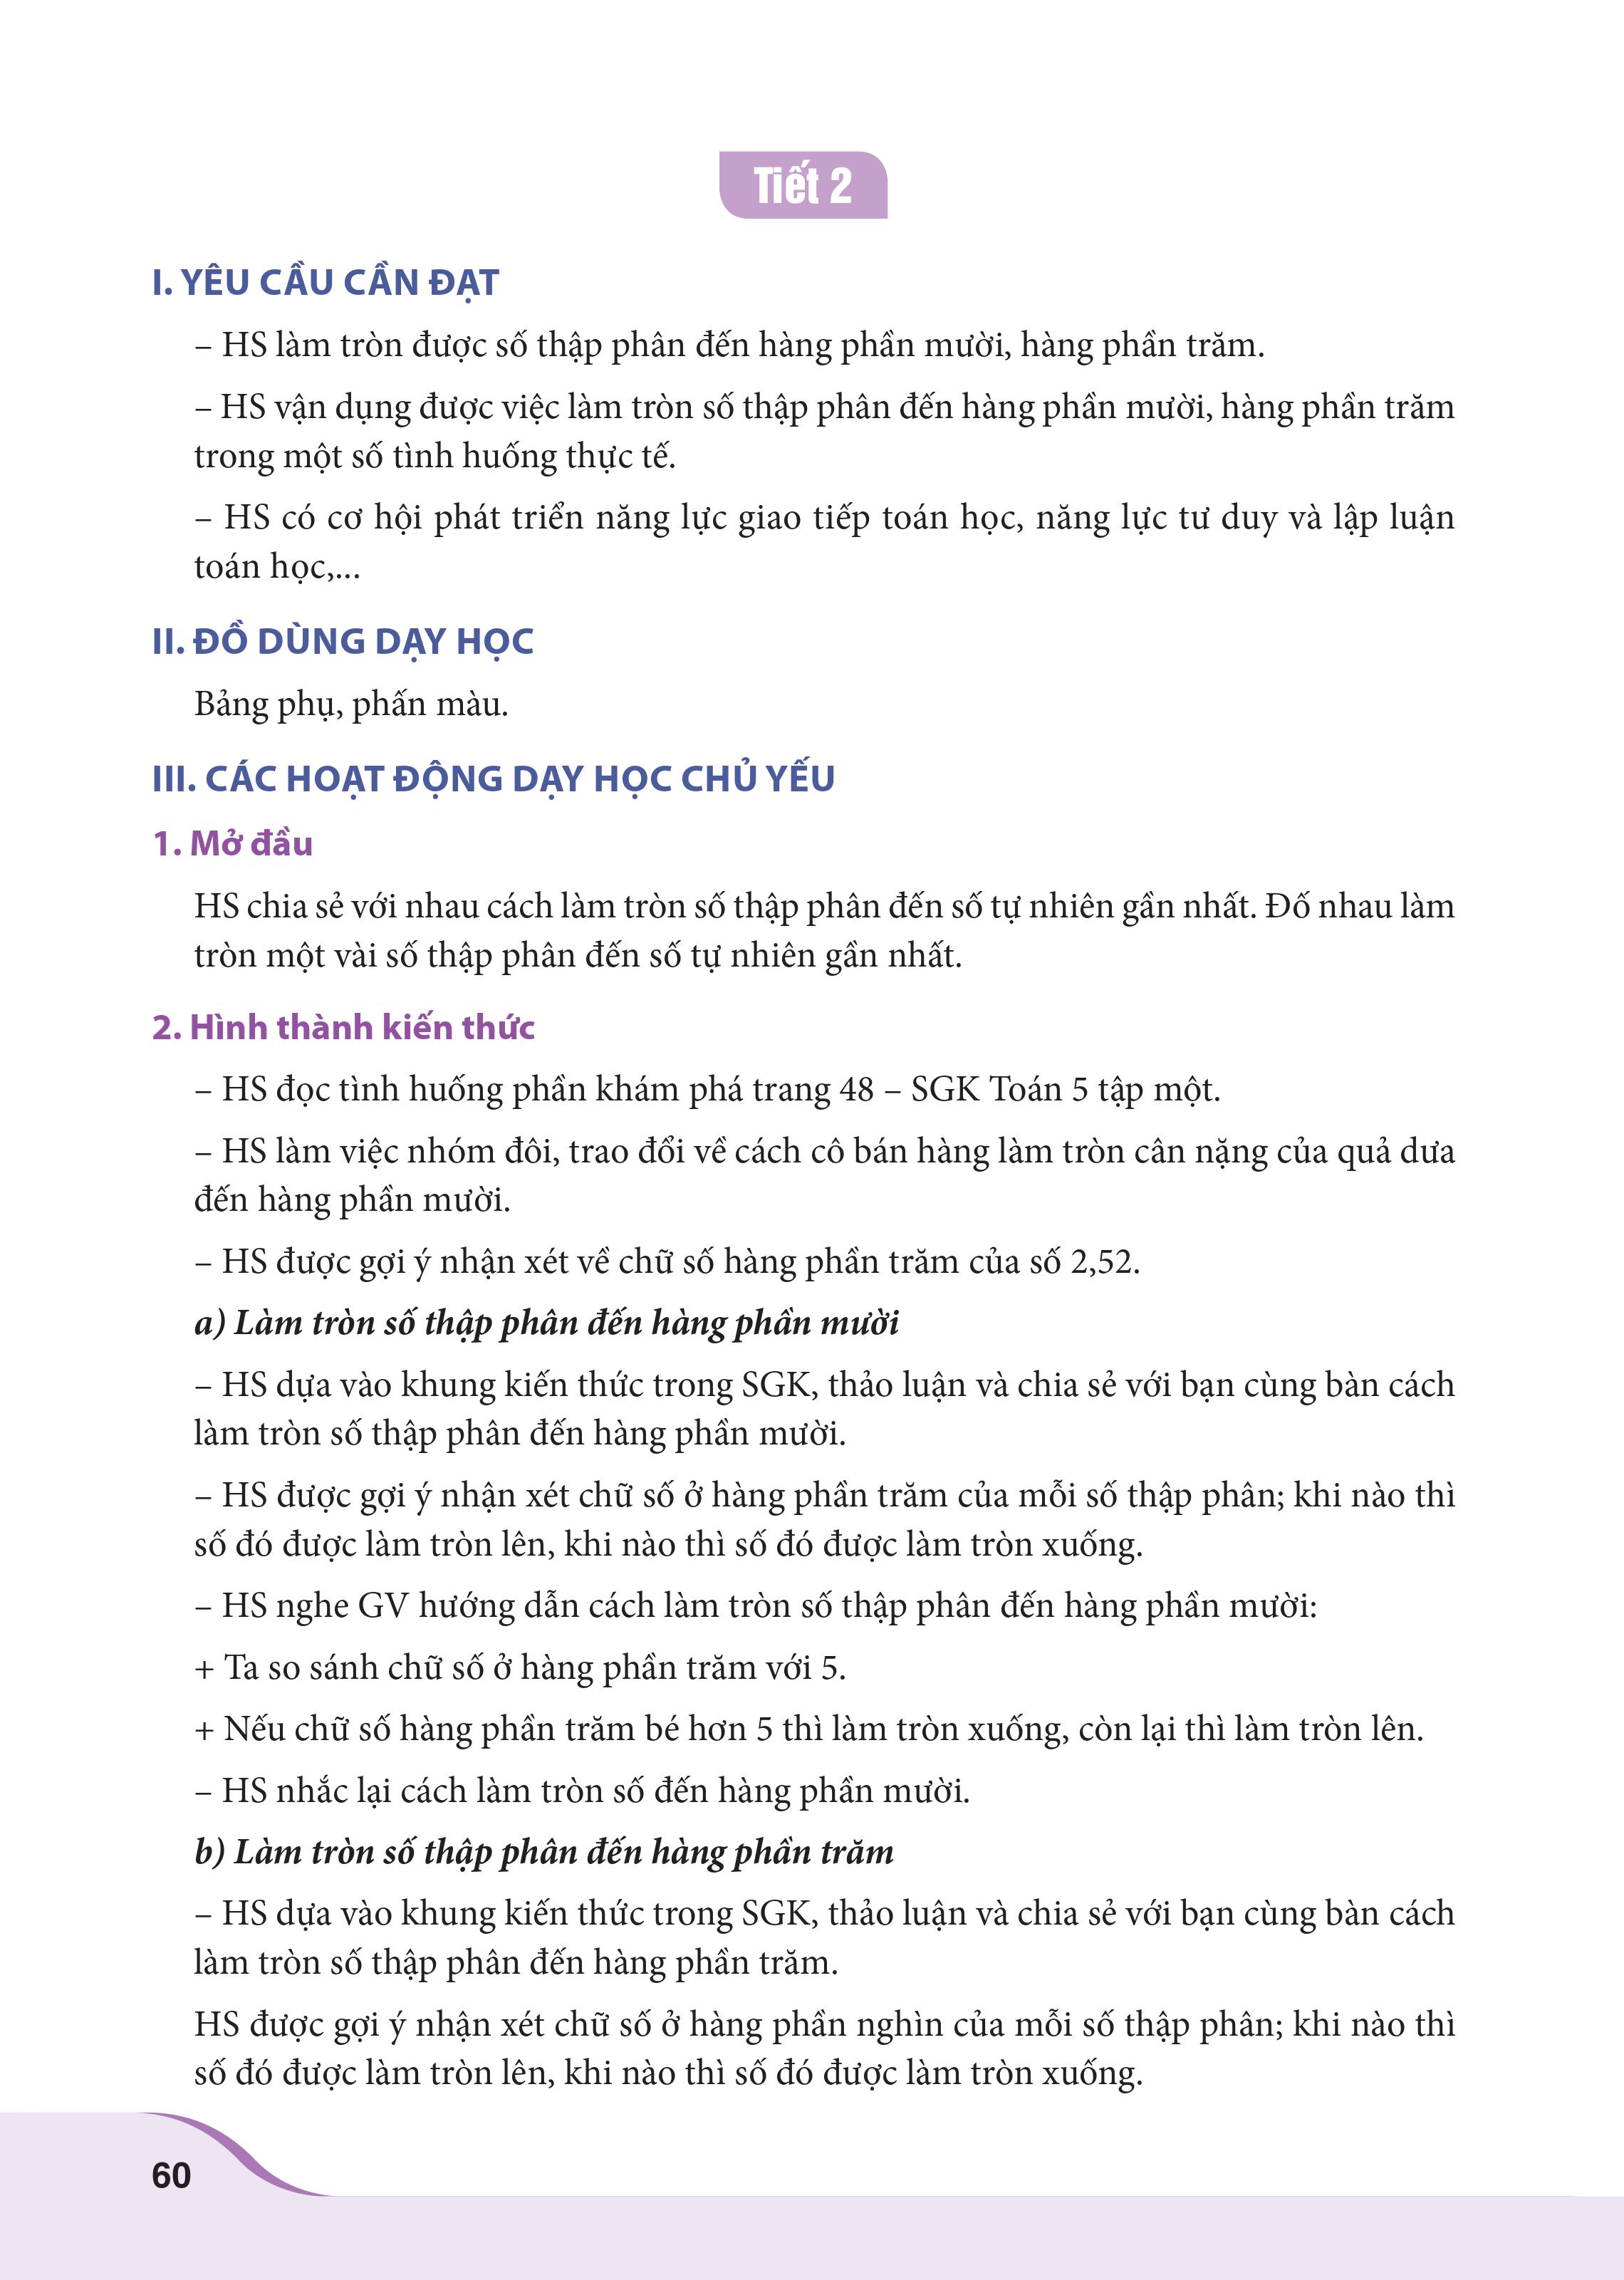 Tiết 2
I. YÊU CẦU CẦN ĐẠT
– HS làm tròn được số thập phân đến hàng phần mười, hàng phần trăm.
– HS vận dụng được việc làm tròn số thập phân đến hàng phần mười, hàng phần trăm
trong một số tình huống thực tế.
– HS có cơ hội phát triển năng lực giao tiếp toán học, năng lực tư duy và lập luận
toán học,...
II. ĐỒ DÙNG DẠY HỌC
Bảng phụ, phấn màu.
III. CÁC HOẠT ĐỘNG DẠY HỌC CHỦ YẾU
1. Mở đầu
HS chia sẻ với nhau cách làm tròn số thập phân đến số tự nhiên gần nhất. Đố nhau làm
tròn một vài số thập phân đến số tự nhiên gần nhất.
2. Hình thành kiến thức
– HS đọc tình huống phần khám phá trang 48 – SGK Toán 5 tập một.
– HS làm việc nhóm đôi, trao đổi về cách cô bán hàng làm tròn cân nặng của quả dưa
đến hàng phần mười.
– HS được gợi ý nhận xét về chữ số hàng phần trăm của số 2,52.
a) Làm tròn số thập phân đến hàng phần mười
– HS dựa vào khung kiến thức trong SGK, thảo luận và chia sẻ với bạn cùng bàn cách
làm tròn số thập phân đến hàng phần mười.
– HS được gợi ý nhận xét chữ số ở hàng phần trăm của mỗi số thập phân; khi nào thì
số đó được làm tròn lên, khi nào thì số đó được làm tròn xuống.
– HS nghe GV hướng dẫn cách làm tròn số thập phân đến hàng phần mười:
+ Ta so sánh chữ số ở hàng phần trăm với 5.
+ Nếu chữ số hàng phần trăm bé hơn 5 thì làm tròn xuống, còn lại thì làm tròn lên.
– HS nhắc lại cách làm tròn số đến hàng phần mười.
b) Làm tròn số thập phân đến hàng phần trăm
– HS dựa vào khung kiến thức trong SGK, thảo luận và chia sẻ với bạn cùng bàn cách
làm tròn số thập phân đến hàng phần trăm.
HS được gợi ý nhận xét chữ số ở hàng phần nghìn của mỗi số thập phân; khi nào thì
số đó được làm tròn lên, khi nào thì số đó được làm tròn xuống.
60